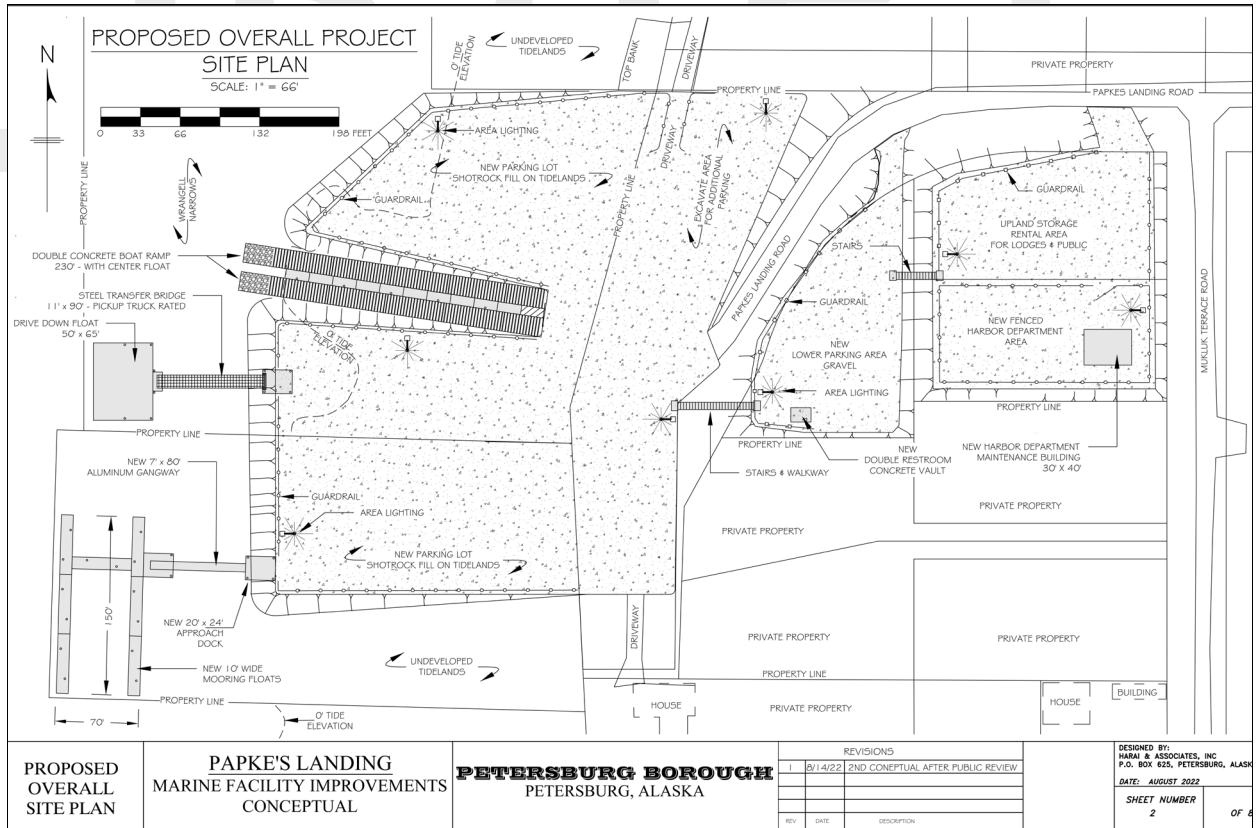 PROPOSED OVERALL PROJECT
SITE PLAN
SCALE: 1" = 66'
0 33 66 132 198 FEET
N
0' TIDE
ELEVATION
UNDEVELOPED
TIDELANDS
TOP BANK
DRIVEWAY
PRIVATE PROPERTY
PROPERTY LINE
PAPKES LANDING ROAD
AREA LIGHTING
DRIVEWAY
NEW PARKING LOT
SHOTROCK FILL ON TIDELANDS
EXCAVATE AREA
FOR ADDITIONAL
PARKING
PROPERTY LINE
PROPERTY LINE
WRANGELL
NARROWS
GUARDRAIL
GUARDRAIL
UPLAND STORAGE
RENTAL AREA
FOR LODGES & PUBLIC
STAIRS
PAPKES LANDING ROAD
DOUBLE CONCRETE BOAT RAMP
230' - WITH CENTER FLOAT
STEEL TRANSFER BRIDGE
11' x 90' - PICKUP TRUCK RATED
DRIVE DOWN FLOAT
50' x 65'
0' TIDE
ELEVATION
GUARDRAIL
NEW FENCED
HARBOR DEPARTMENT
AREA
MUKLUK TERRACE ROAD
NEW
LOWER PARKING AREA
GRAVEL
AREA LIGHTING
PROPERTY LINE
PROPERTY LINE
PROPERTY LINE
NEW 7' x 80'
ALUMINUM GANGWAY
STAIRS & WALKWAY
NEW
DOUBLE RESTROOM
CONCRETE VAULT
NEW HARBOR DEPARTMENT
MAINTENANCE BUILDING
30' X 40'
GUARDRAIL
AREA LIGHTING
PRIVATE PROPERTY
PRIVATE PROPERTY
NEW PARKING LOT
SHOTROCK FILL ON TIDELANDS
150'
NEW 20' x 24'
APPROACH
DOCK
DRIVEWAY
PRIVATE PROPERTY
PRIVATE PROPERTY
NEW 10' WIDE
MOORING FLOATS
UNDEVELOPED
TIDELANDS
PROPERTY LINE
PROPERTY LINE
70'
0' TIDE
ELEVATION
HOUSE
PRIVATE PROPERTY
HOUSE
BUILDING
PROPOSED
OVERALL
SITE PLAN
PAPKE'S LANDING
MARINE FACILITY IMPROVEMENTS
CONCEPTUAL
PETERSBURG BOROUGH
PETERSBURG, ALASKA
REVISIONS
1 8/14/22 2ND CONEPTUAL AFTER PUBLIC REVIEW
REV DATE DESCRIPTION
DESIGNED BY:
HARAI & ASSOCIATES, INC
P.O. BOX 625, PETERSBURG, ALASK
DATE: AUGUST 2022
SHEET NUMBER
2 OF 8